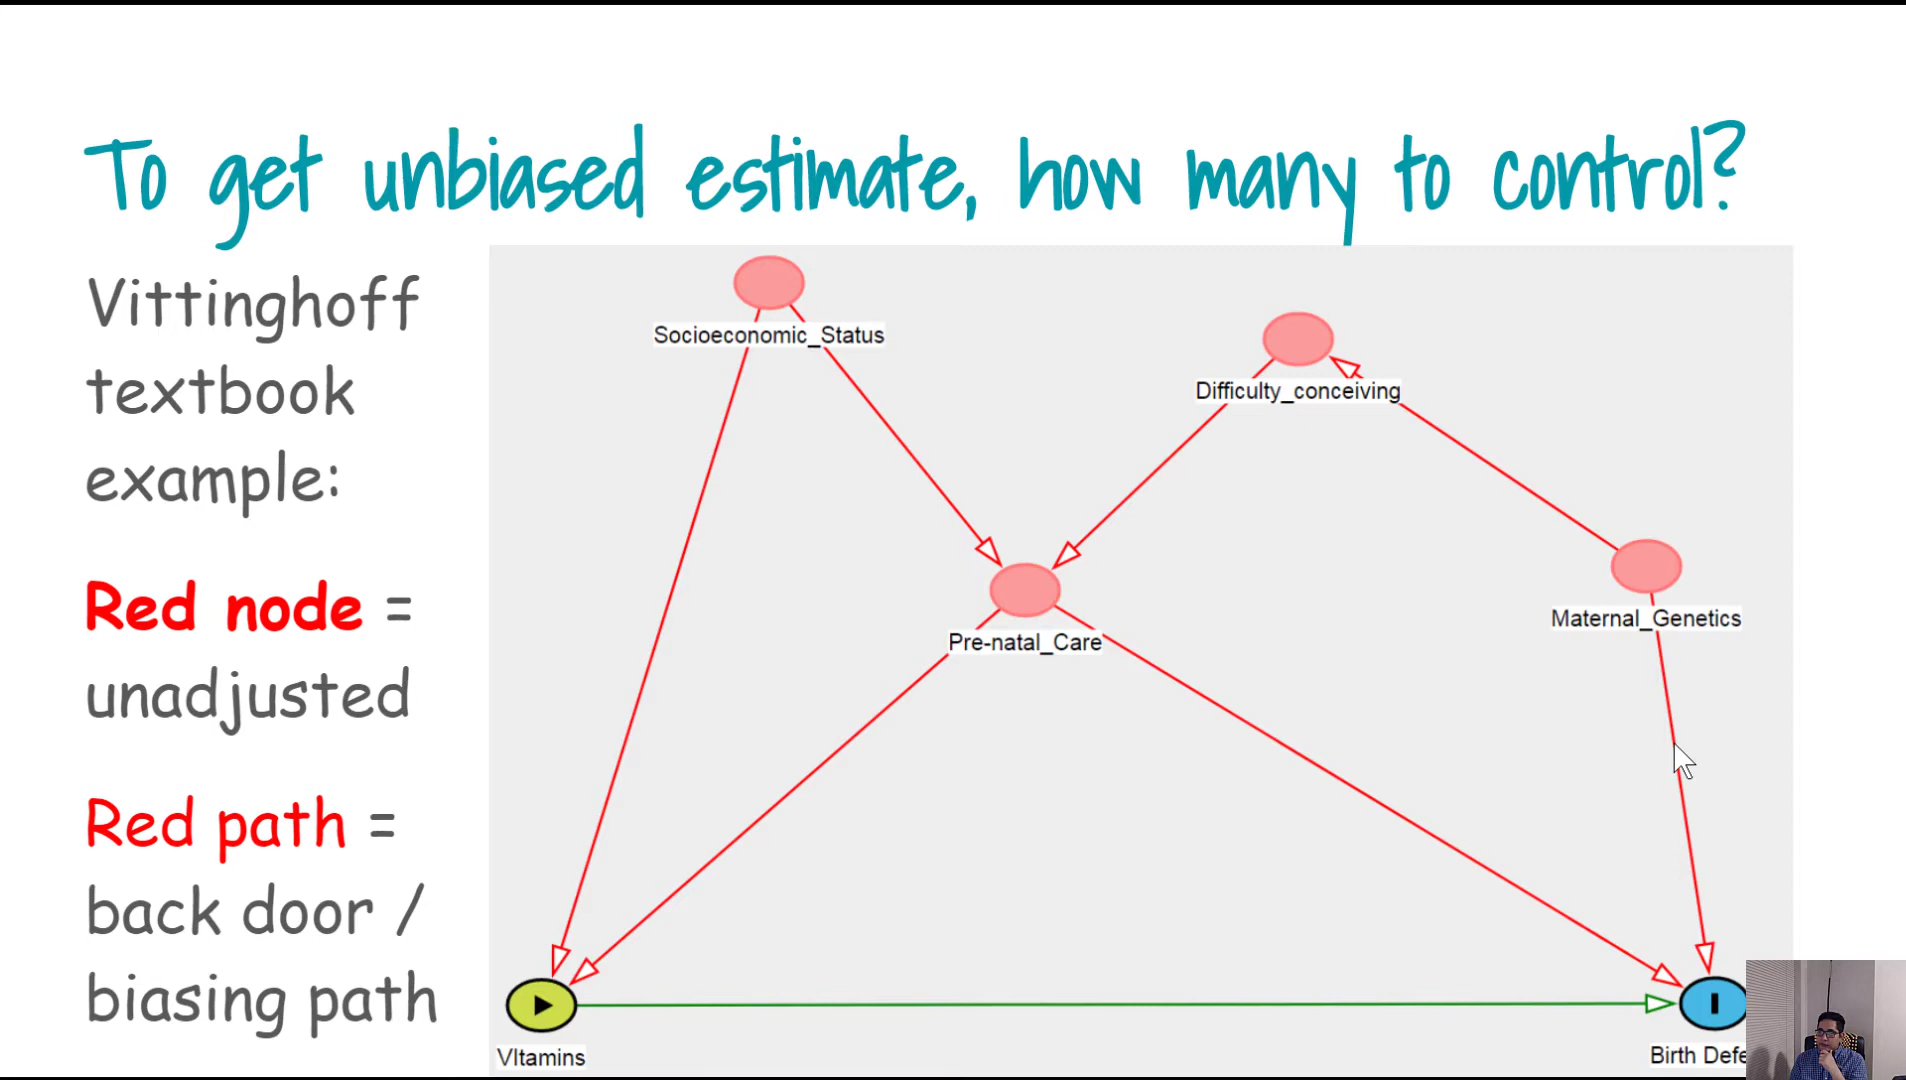 To get unbiased estimate, how many to control?
Vittinghoff
textbook
example:
Red node =
unadjusted
Red path =
back door /
biasing path
Socioeconomic_Status
Difficulty_conceiving
Maternal_Genetics
Pre-natal_Care
VItamins
Birth Defe